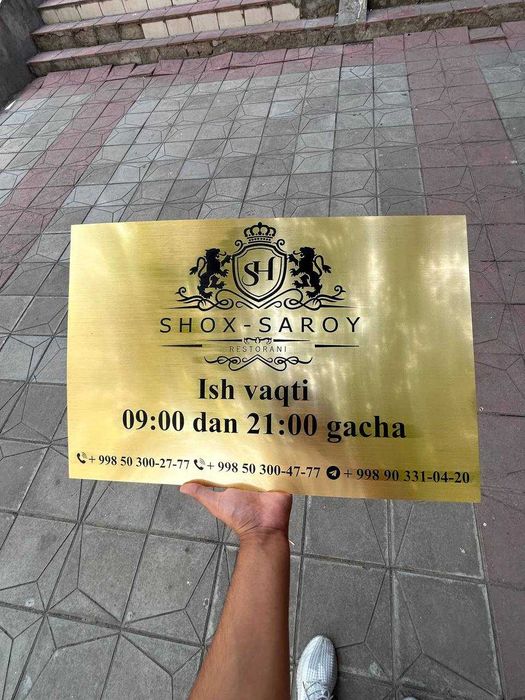 SH
SHOX-SAROY
RESTORANI
Ish vaqti
09:00 dan 21:00 gacha
+ 998 50 300-27-77 + 998 50 300-47-77 + 998 90 331-04-20